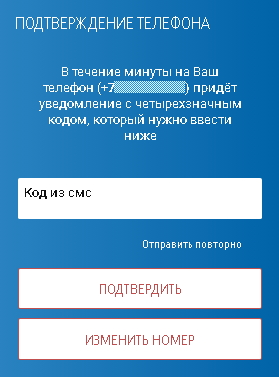 ПОДТВЕРЖДЕНИЕ ТЕЛЕФОНА
В течение минуты на Ваш
телефон (+7 ) придёт
уведомление с четырехзначным
кодом, который нужно ввести
ниже
Код из смс
Отправить повторно
ПОДТВЕРДИТЬ
ИЗМЕНИТЬ НОМЕР